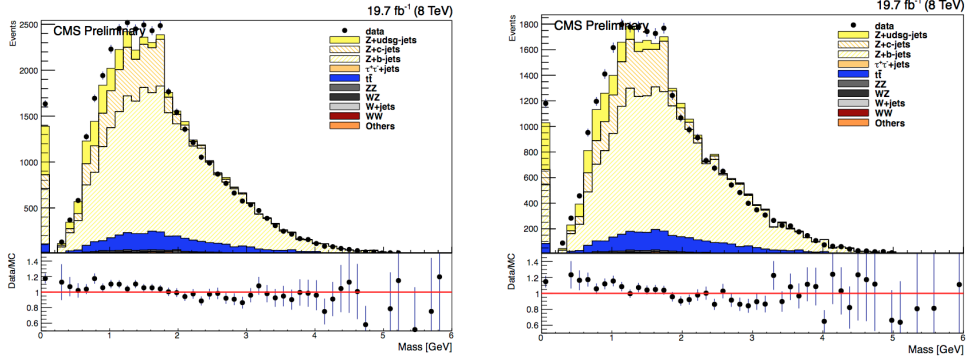 19.7 fb⁻¹ (8 TeV)
CMS Preliminary
Events
2500
2000
1500
1000
500
data
Z+udsg-jets
Z+c-jets
Z+b-jets
τ⁺τ⁻+jets
tt̄
ZZ
WZ
W+jets
WW
Others
Data/MC
1.4
1.2
1
0.8
0.6
0 1 2 3 4 5 6
Mass [GeV]
19.7 fb⁻¹ (8 TeV)
CMS Preliminary
Events
1800
1600
1400
1200
1000
800
600
400
200
data
Z+udsg-jets
Z+c-jets
Z+b-jets
τ⁺τ⁻+jets
tt̄
ZZ
WZ
W+jets
WW
Others
Data/MC
1.4
1.2
1
0.8
0.6
0 1 2 3 4 5 6
Mass [GeV]